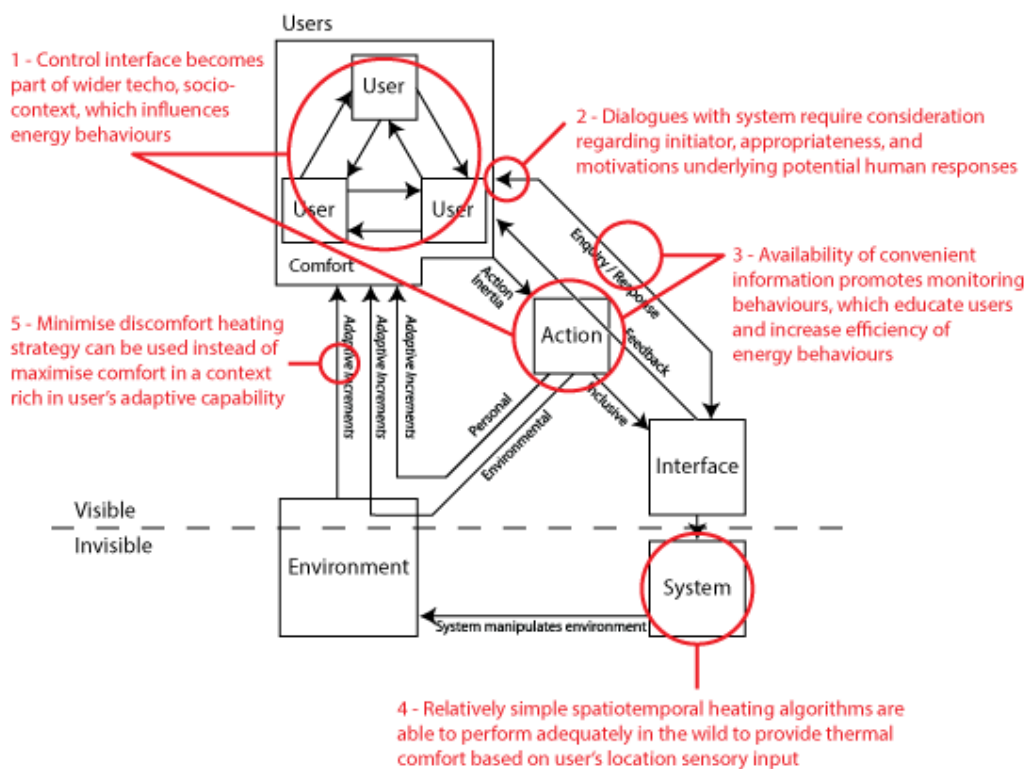 Users
1 - Control interface becomes
part of wider techo, socio-
context, which influences
energy behaviours
User
User
User
Comfort
2 - Dialogues with system require consideration
regarding initiator, appropriateness, and
motivations underlying potential human responses
Enquiry / Response
3 - Availability of convenient
information promotes monitoring
behaviours, which educate users
and increase efficiency of
energy behaviours
Action
Inertia
Action
Feedback
5 - Minimise discomfort heating
strategy can be used instead of
maximise comfort in a context
rich in user's adaptive capability
Adaptive Increments
Adaptive Increments
Adaptive Increments
Personal
Environmental
Inclusive
Interface
Visible
Invisible
Environment
System
System manipulates environment
4 - Relatively simple spatiotemporal heating algorithms are
able to perform adequately in the wild to provide thermal
comfort based on user's location sensory input